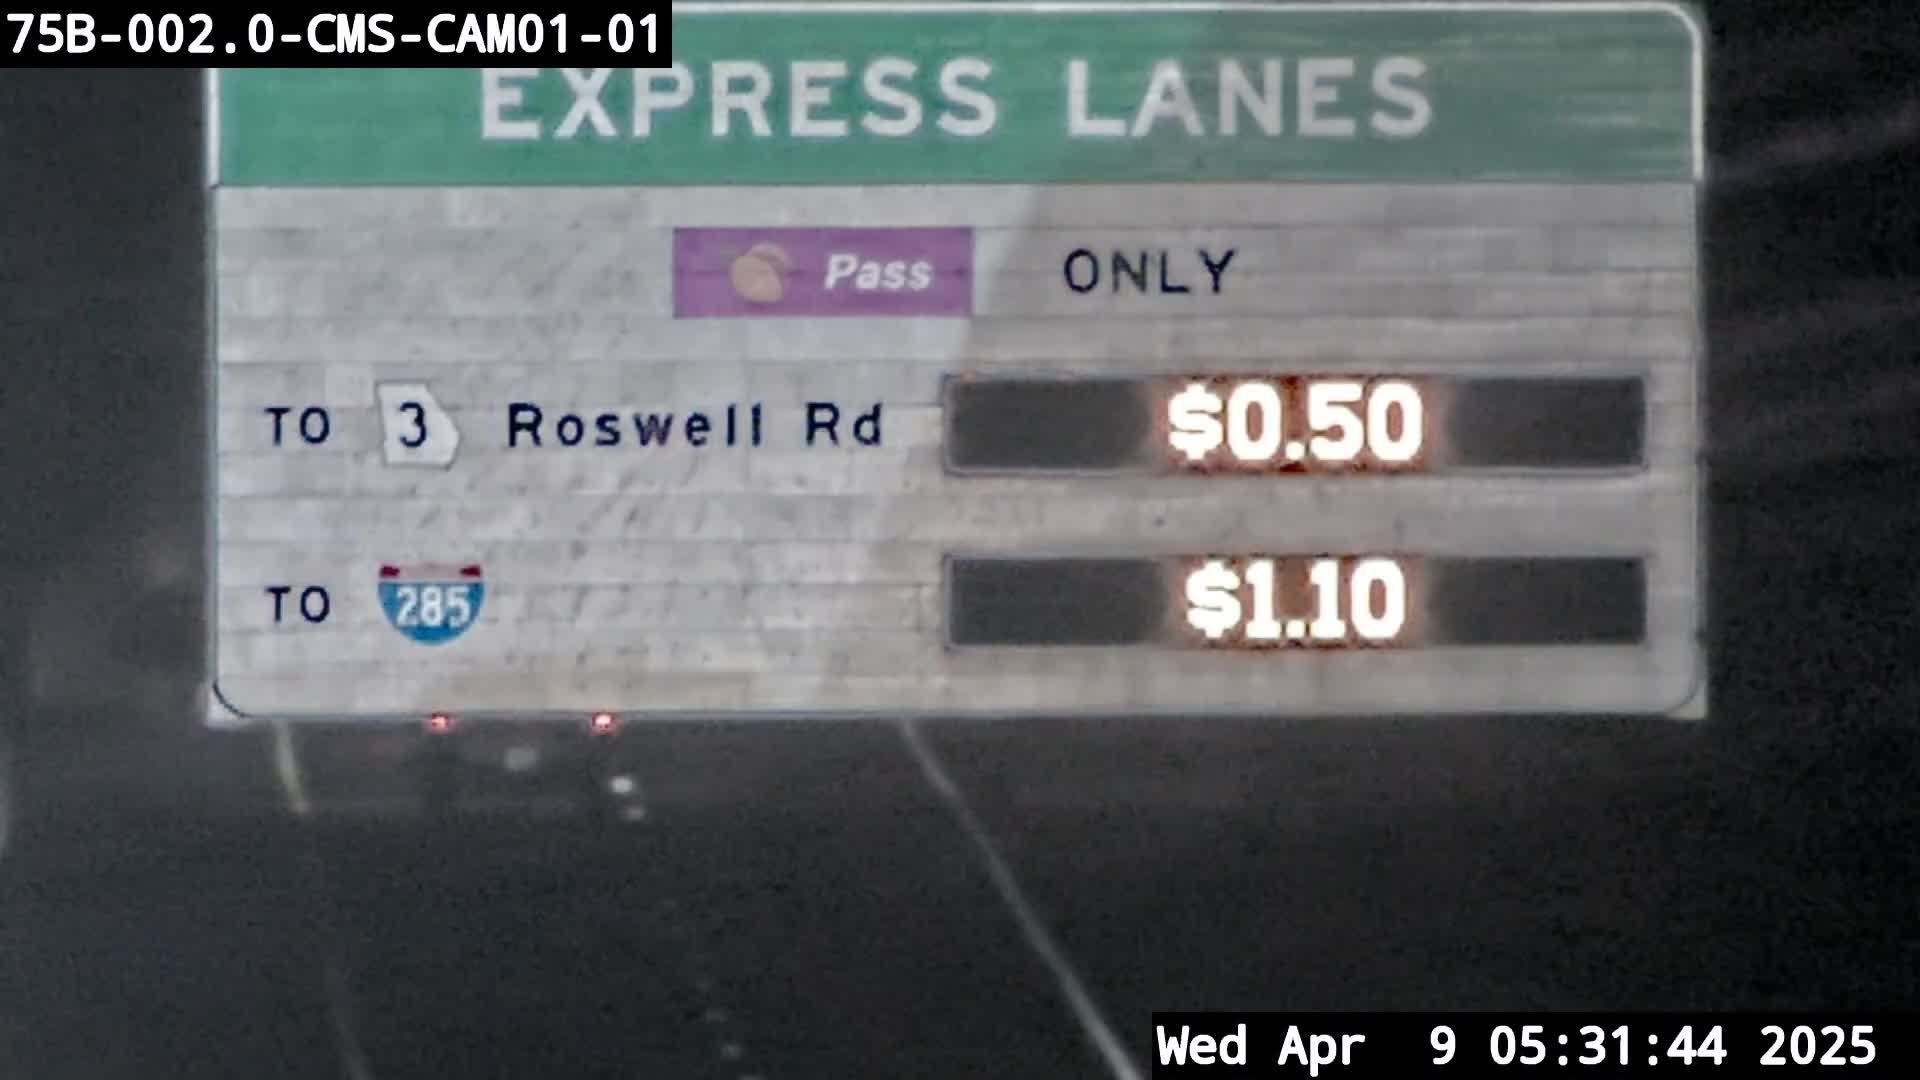 75B-002.0-CMS-CAM01-01
EXPRESS LANES
Pass ONLY
TO 3 Roswell Rd $0.50
TO 285 $1.10
Wed Apr 9 05:31:44 2025